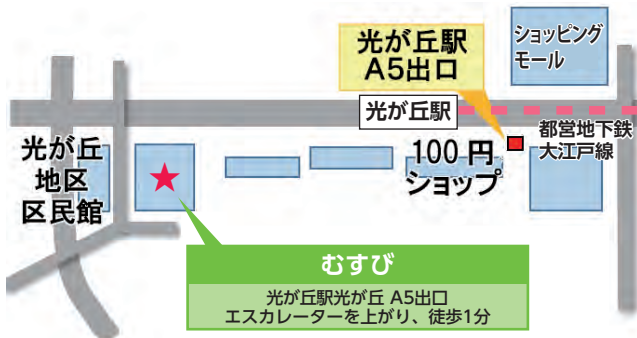 ショッピング
モール
光が丘駅
A5出口
光が丘駅
都営地下鉄
大江戸線
光が丘
地区
区民館
100円
ショップ
むすび
光が丘駅光が丘 A5出口
エスカレーターを上がり、徒歩1分